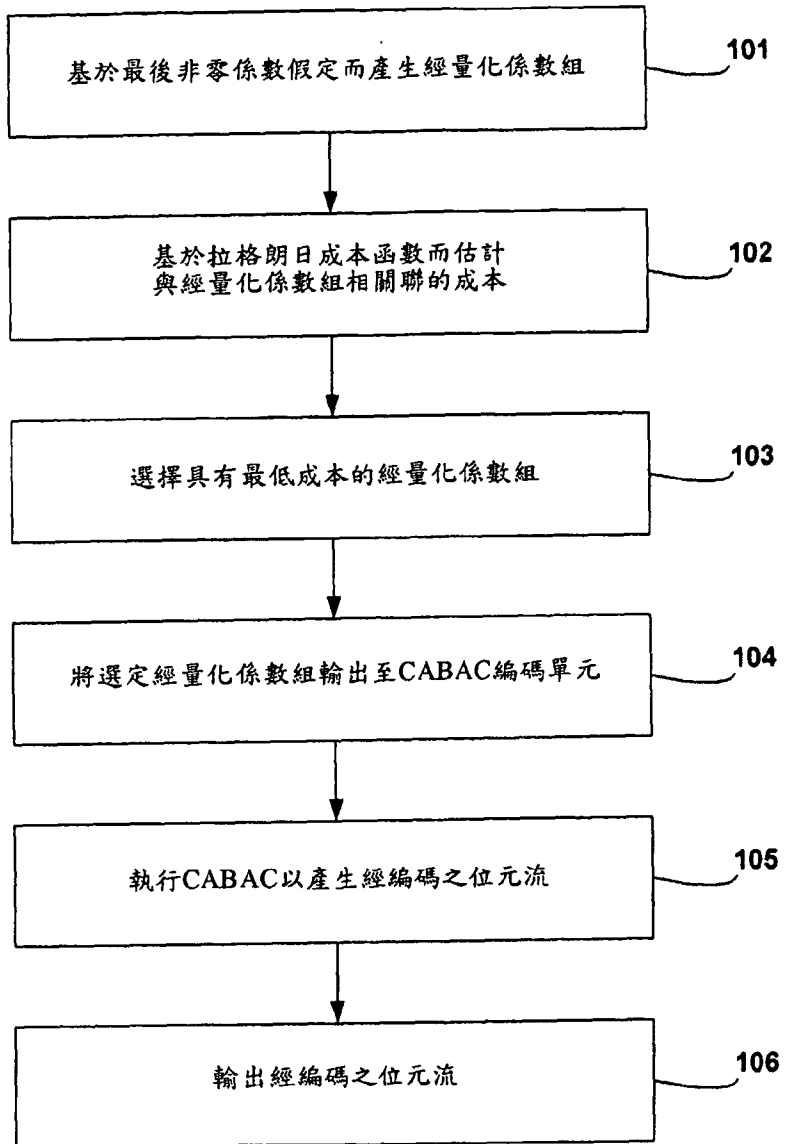 基於最後非零係數假定而產生經量化係數組
101
基於拉格朗日成本函數而估計
與經量化係數組相關聯的成本
102
選擇具有最低成本的經量化係數組
103
將選定經量化係數組輸出至CABAC編碼單元
104
執行CABAC以產生經編碼之位元流
105
輸出經編碼之位元流
106